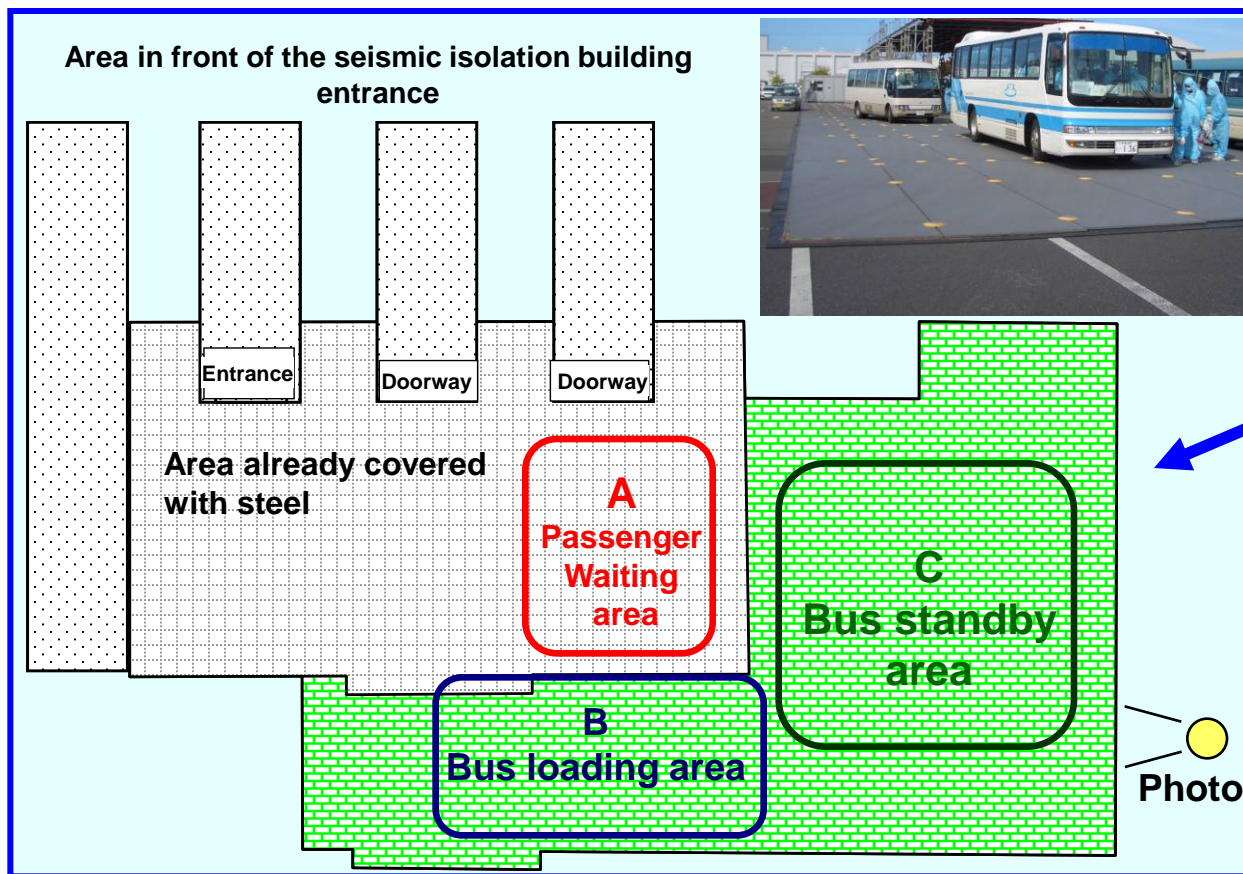 Area in front of the seismic isolation building
entrance
Entrance
Doorway
Doorway
Area already covered
with steel
A
Passenger
Waiting
area
B
Bus loading area
C
Bus standby
area
Photo